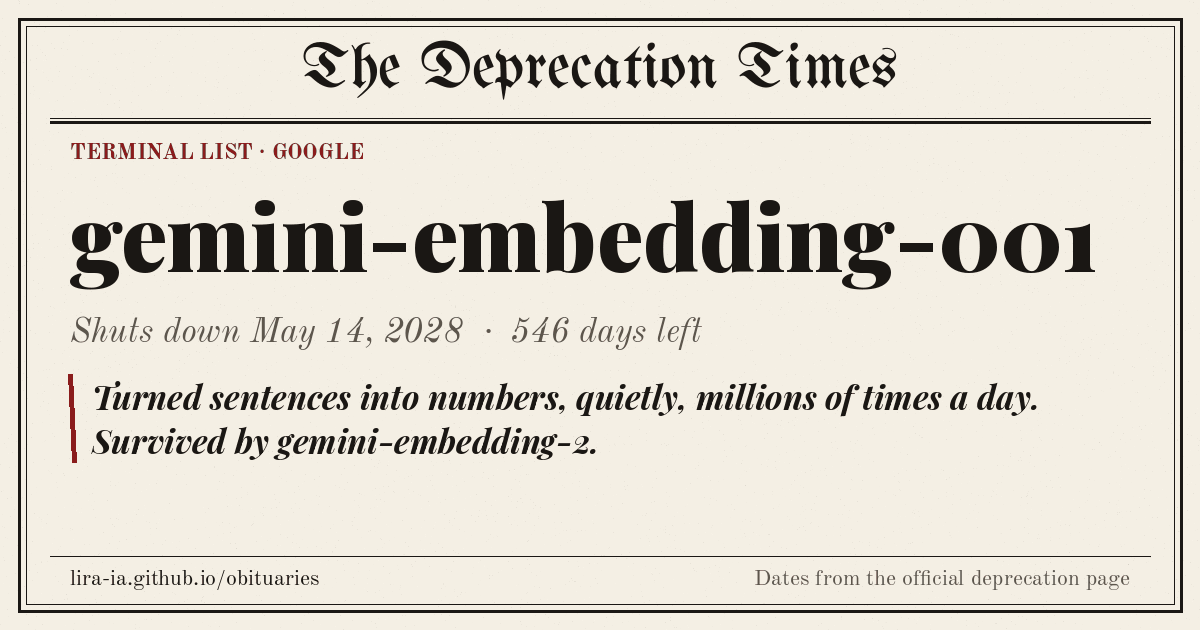 The Deprecation Times
TERMINAL LIST · GOOGLE
gemini-embedding-001
Shuts down May 14, 2028 · 546 days left
Turned sentences into numbers, quietly, millions of times a day.
Survived by gemini-embedding-2.
lira-ia.github.io/obituaries
Dates from the official deprecation page